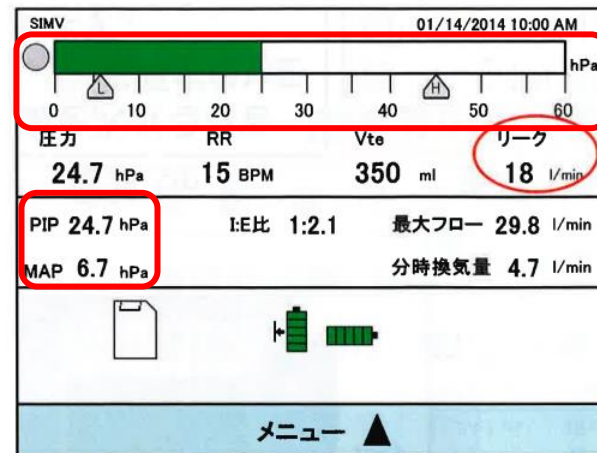 SIMV 01/14/2014 10:00 AM
hPa
L H
0 10 20 30 40 50 60
圧力 RR Vte リーク
24.7 hPa 15 BPM 350 ml 18 l/min
PIP 24.7 hPa I:E比 1:2.1 最大フロー 29.8 l/min
MAP 6.7 hPa 分時換気量 4.7 l/min
メニュー